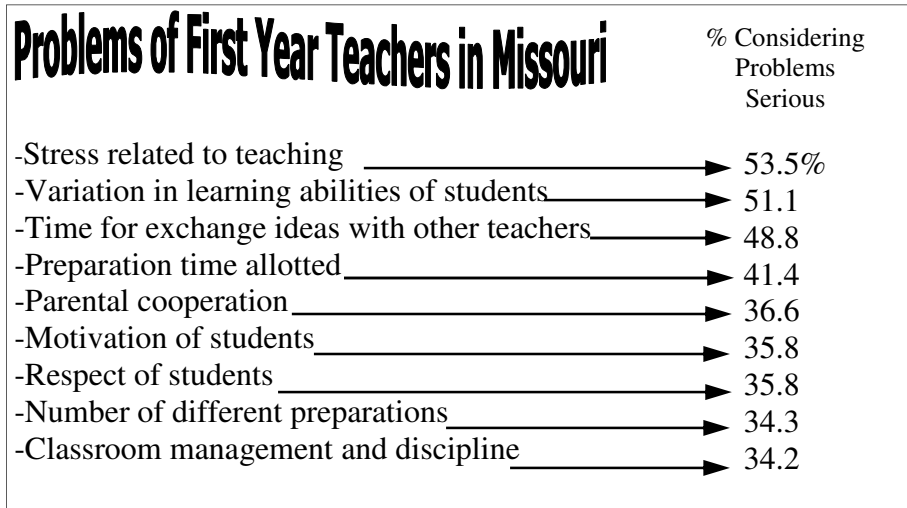 Problems of First Year Teachers in Missouri
% Considering
Problems
Serious
-Stress related to teaching 53.5%
-Variation in learning abilities of students 51.1
-Time for exchange ideas with other teachers 48.8
-Preparation time allotted 41.4
-Parental cooperation 36.6
-Motivation of students 35.8
-Respect of students 35.8
-Number of different preparations 34.3
-Classroom management and discipline 34.2